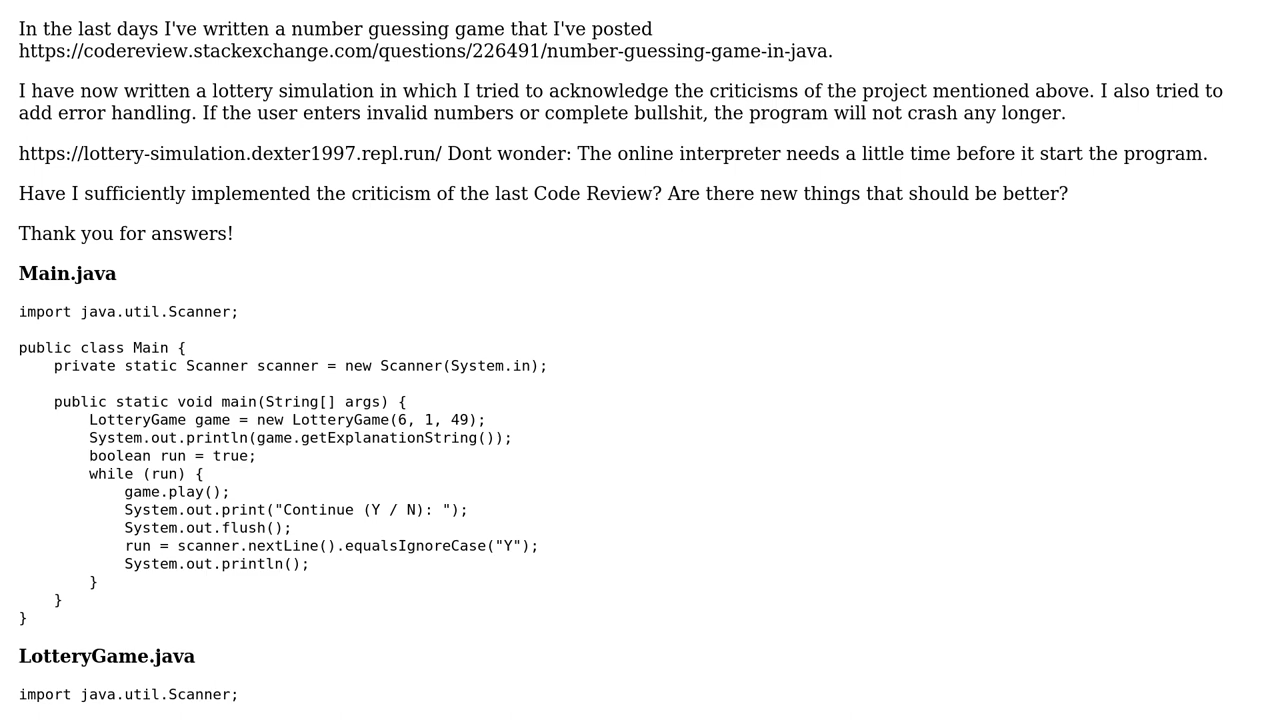 In the last days I've written a number guessing game that I've posted
https://codereview.stackexchange.com/questions/226491/number-guessing-game-in-java.
I have now written a lottery simulation in which I tried to acknowledge the criticisms of the project mentioned above. I also tried to
add error handling. If the user enters invalid numbers or complete bullshit, the program will not crash any longer.
https://lottery-simulation.dexter1997.repl.run/ Dont wonder: The online interpreter needs a little time before it start the program.
Have I sufficiently implemented the criticism of the last Code Review? Are there new things that should be better?
Thank you for answers!
Main.java
import java.util.Scanner;
public class Main {
    private static Scanner scanner = new Scanner(System.in);
    public static void main(String[] args) {
        LotteryGame game = new LotteryGame(6, 1, 49);
        System.out.println(game.getExplanationString());
        boolean run = true;
        while (run) {
            game.play();
            System.out.print("Continue (Y / N): ");
            System.out.flush();
            run = scanner.nextLine().equalsIgnoreCase("Y");
            System.out.println();
        }
    }
}
LotteryGame.java
import java.util.Scanner;